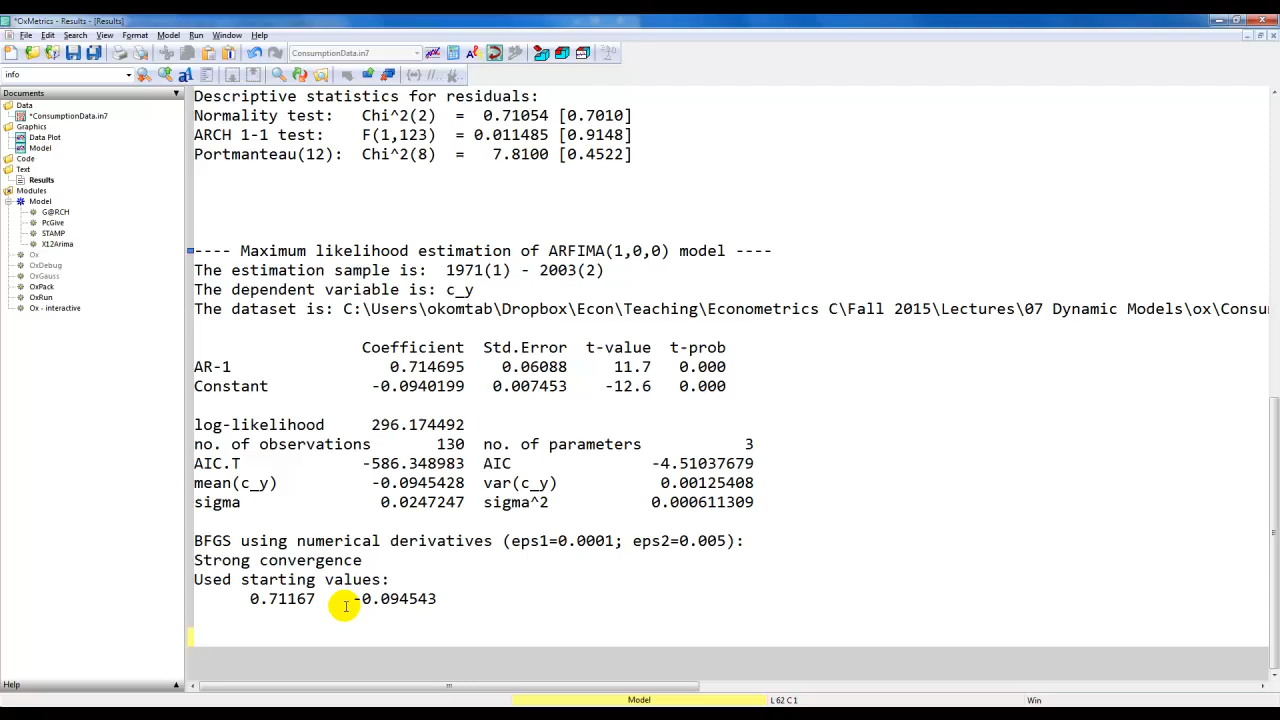 *OxMetrics - Results - [Results]
File Edit Search View Format Model Run Window Help
ConsumptionData.in7
info
Documents
Data
*ConsumptionData.in7
Graphics
Data Plot
Model
Code
Text
Results
Modules
Model
G@RCH
PcGive
STAMP
X12Arima
Ox
OxDebug
OxGauss
OxPack
OxRun
Ox - interactive
Help
Descriptive statistics for residuals:
Normality test: Chi^2(2) = 0.71054 [0.7010]
ARCH 1-1 test: F(1,123) = 0.011485 [0.9148]
Portmanteau(12): Chi^2(8) = 7.8100 [0.4522]
---- Maximum likelihood estimation of ARFIMA(1,0,0) model ----
The estimation sample is: 1971(1) - 2003(2)
The dependent variable is: c_y
The dataset is: C:\Users\okomtab\Dropbox\Econ\Teaching\Econometrics C\Fall 2015\Lectures\07 Dynamic Models\ox\Consu
Coefficient Std.Error t-value t-prob
AR-1 0.714695 0.06088 11.7 0.000
Constant -0.0940199 0.007453 -12.6 0.000
log-likelihood 296.174492
no. of observations 130 no. of parameters 3
AIC.T -586.348983 AIC -4.51037679
mean(c_y) -0.0945428 var(c_y) 0.00125408
sigma 0.0247247 sigma^2 0.000611309
BFGS using numerical derivatives (eps1=0.0001; eps2=0.005):
Strong convergence
Used starting values:
0.71167 -0.094543
Model L 62 C 1 Win